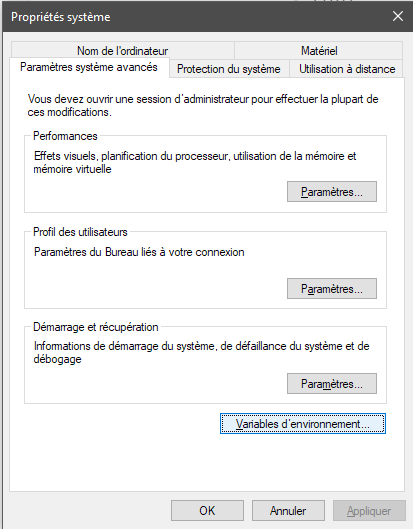 Propriétés système
Nom de l'ordinateur
Matériel
Paramètres système avancés
Protection du système
Utilisation à distance
Vous devez ouvrir une session d'administrateur pour effectuer la plupart de
ces modifications.
Performances
Effets visuels, planification du processeur, utilisation de la mémoire et
mémoire virtuelle
Paramètres...
Profil des utilisateurs
Paramètres du Bureau liés à votre connexion
Paramètres...
Démarrage et récupération
Informations de démarrage du système, de défaillance du système et de
débogage
Paramètres...
Variables d'environnement...
OK
Annuler
Appliquer